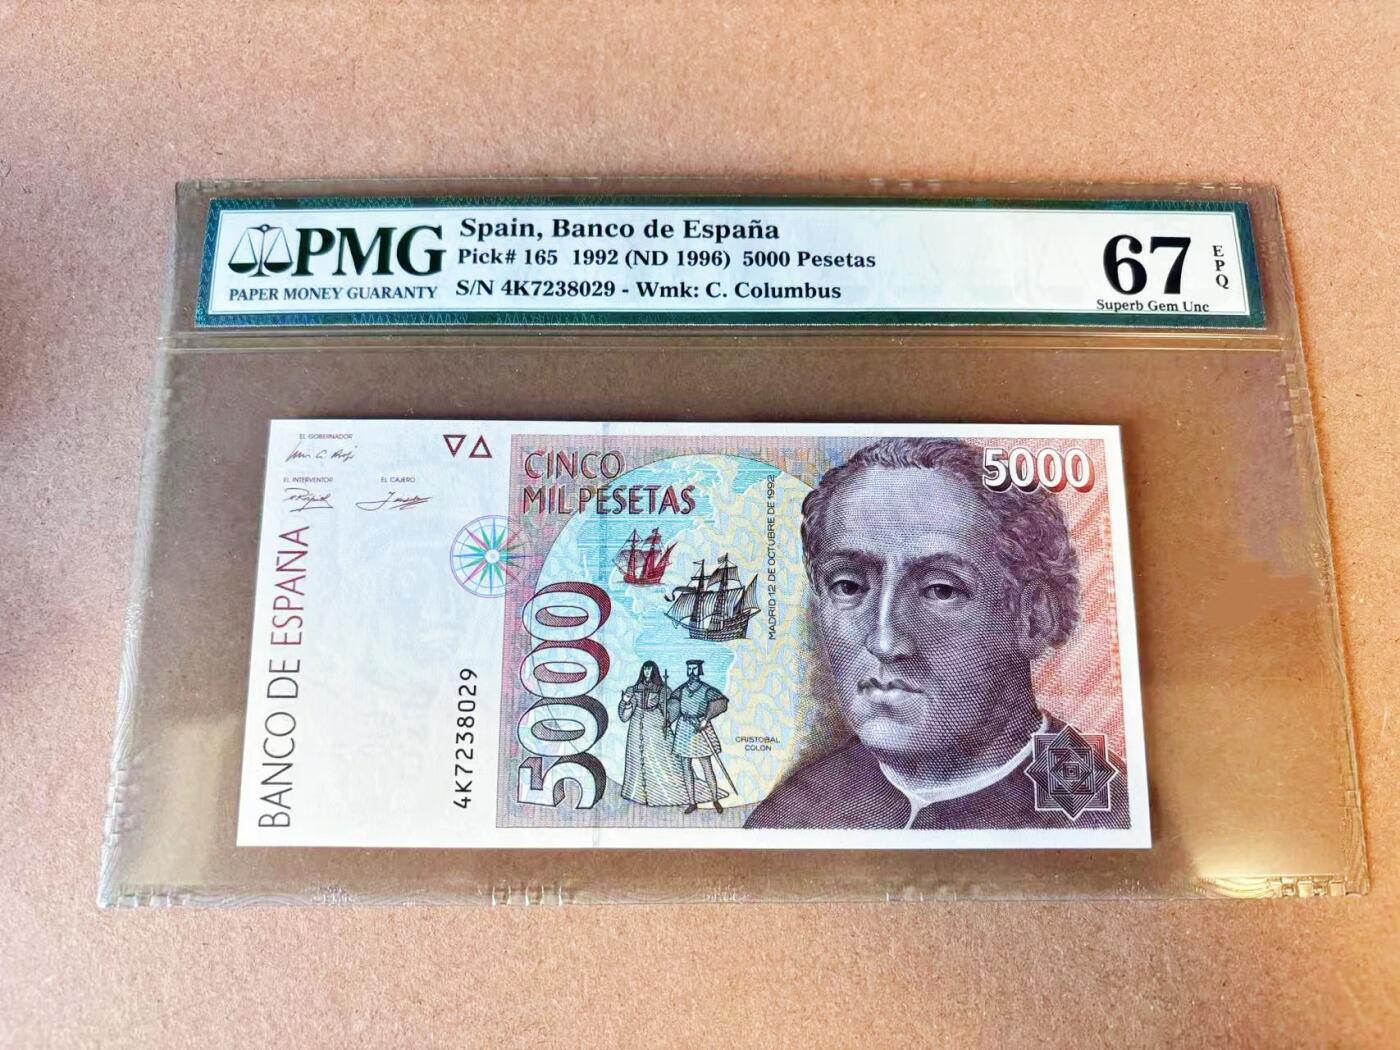 PMG
PAPER MONEY GUARANTY
Spain, Banco de España
Pick# 165 1992 (ND 1996) 5000 Pesetas
S/N 4K7238029 - Wmk: C. Columbus
67
EPQ
Superb Gem Unc
EL GOBERNADOR
EL INTERVENTOR
EL CAJERO
BANCO DE ESPAÑA
4K7238029
CINCO
MIL PESETAS
5000
MADRID 12 DE OCTUBRE DE 1992
CRISTOBAL
COLON
5000